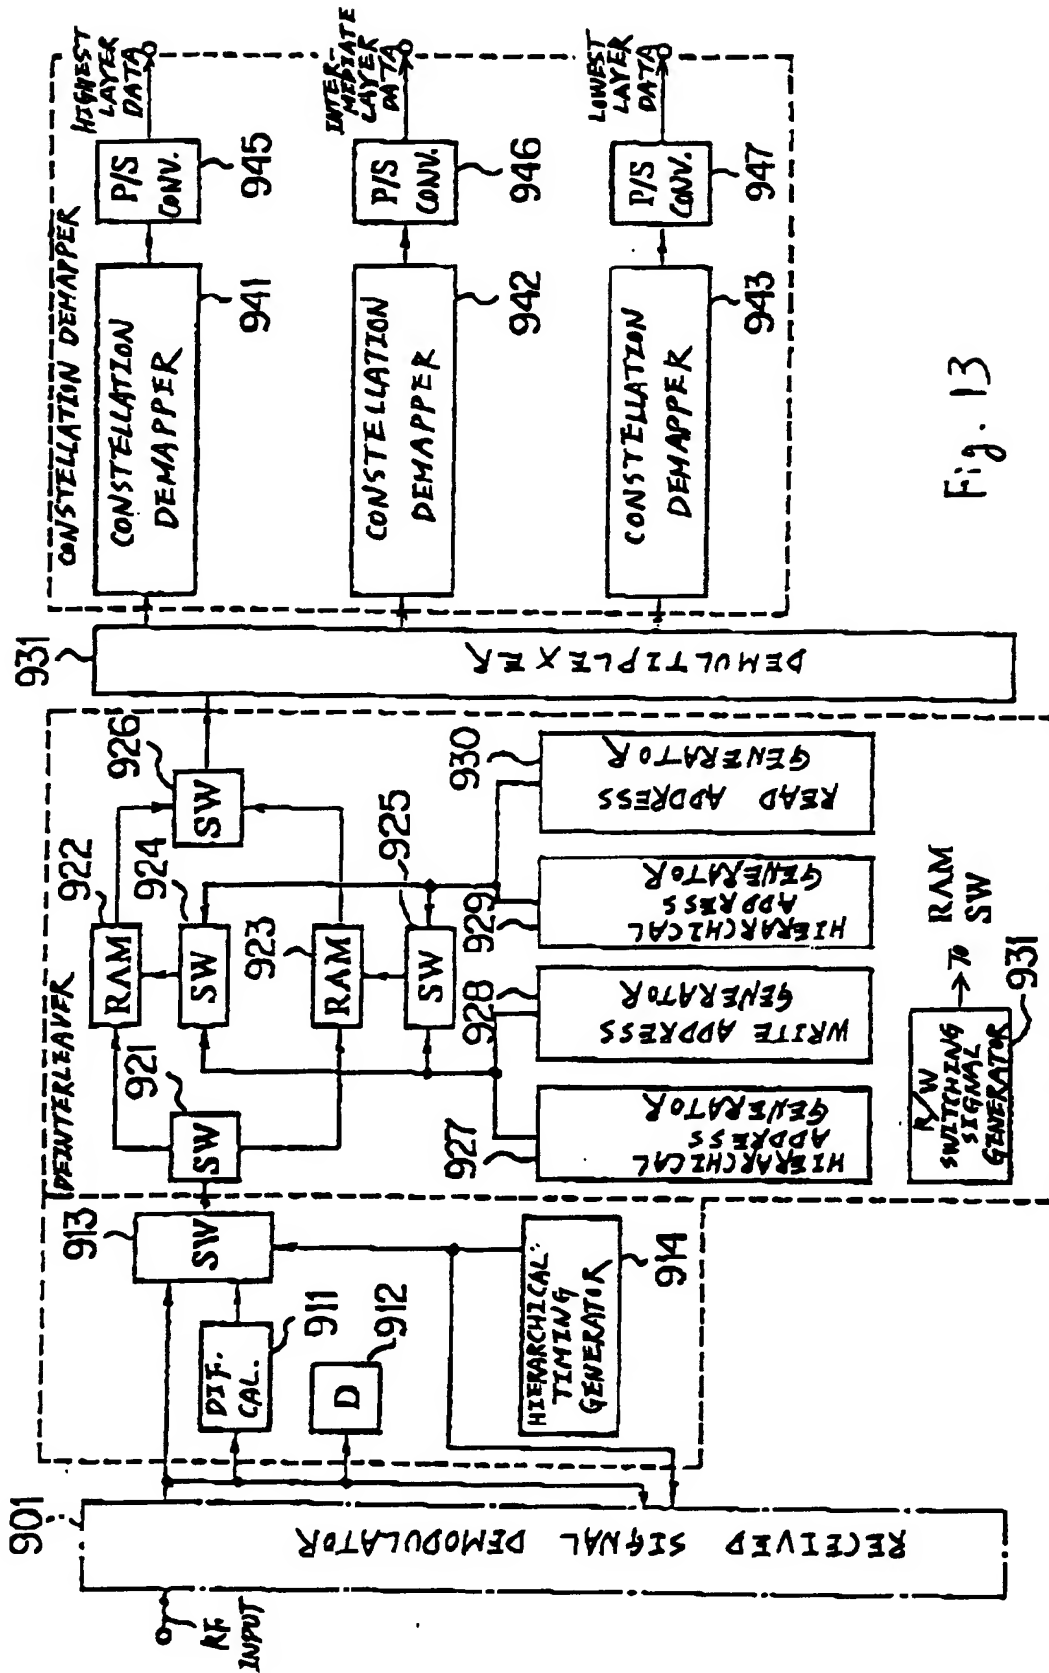 901
RF
INPUT
RECEIVED SIGNAL DEMODULATOR
913
SW
DIF.
CAL.
911
D
912
HIERARCHICAL
TIMING
GENERATOR
914
DEINTERLEAVER
921
SW
922
RAM
924
SW
926
SW
923
RAM
925
SW
927
HIERARCHICAL
ADDRESS
GENERATOR
928
WRITE ADDRESS
GENERATOR
929
HIERARCHICAL
ADDRESS
GENERATOR
930
READ ADDRESS
GENERATOR
R/W
SWITCHING
SIGNAL
GENERATOR
931
TO RAM
SW
931
DEMULTIPLEXER
CONSTELLATION DEMAPPER
CONSTELLATION
DEMAPPER
941
P/S
CONV.
945
HIGHEST
LAYER
DATA
CONSTELLATION
DEMAPPER
942
P/S
CONV.
946
INTER-
MEDIATE
LAYER
DATA
CONSTELLATION
DEMAPPER
943
P/S
CONV.
947
LOWEST
LAYER
DATA
Fig. 13